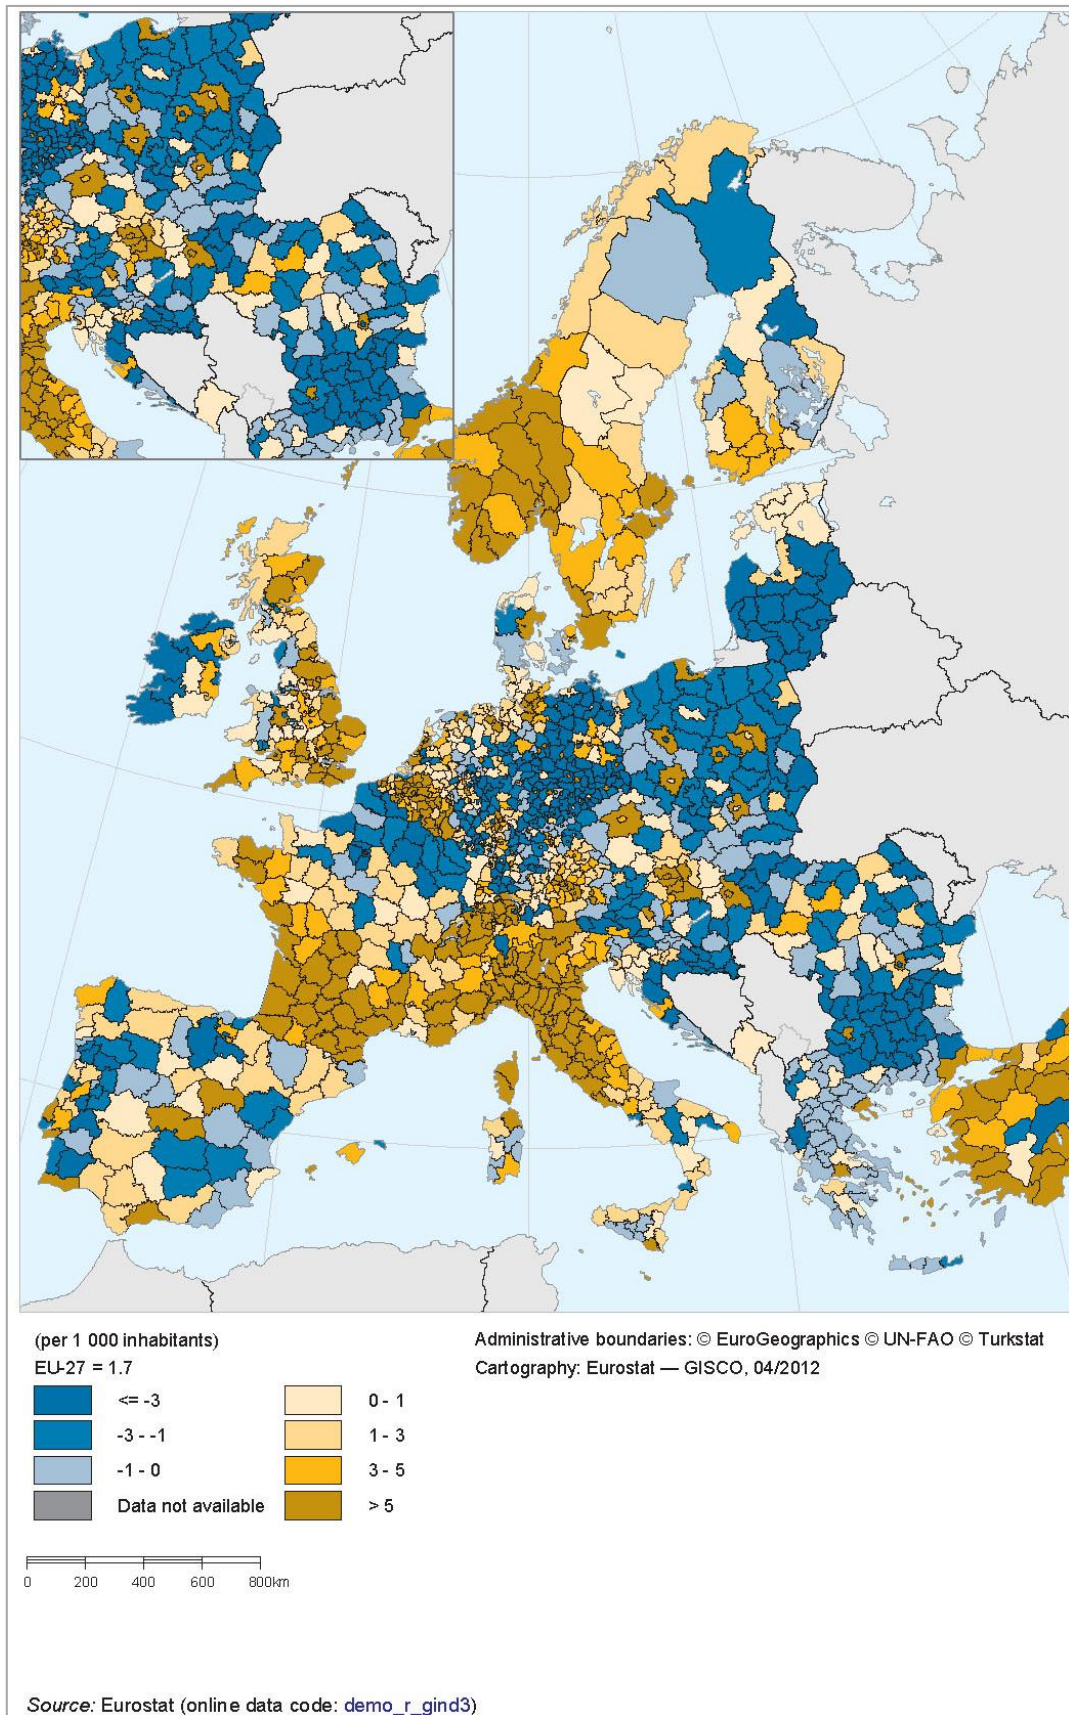 (per 1 000 inhabitants)
EU-27 = 1.7
<= -3
-3 - -1
-1 - 0
Data not available
0 - 1
1 - 3
3 - 5
> 5
Administrative boundaries: © EuroGeographics © UN-FAO © Turkstat
Cartography: Eurostat — GISCO, 04/2012
0 200 400 600 800km
Source: Eurostat (online data code: demo_r_gind3)